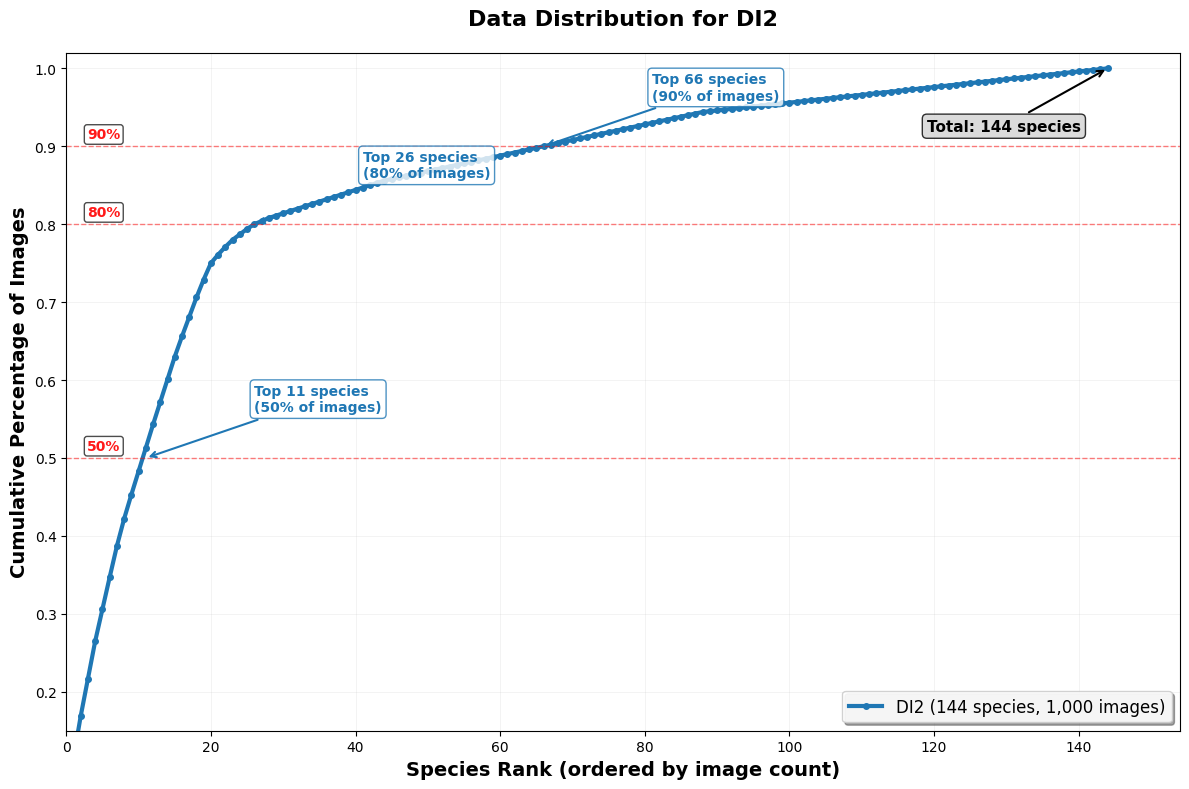 Data Distribution for DI2
Cumulative Percentage of Images
1.0
0.9
0.8
0.7
0.6
0.5
0.4
0.3
0.2
90%
80%
50%
Top 66 species
(90% of images)
Total: 144 species
Top 26 species
(80% of images)
Top 11 species
(50% of images)
DI2 (144 species, 1,000 images)
0
20
40
60
80
100
120
140
Species Rank (ordered by image count)